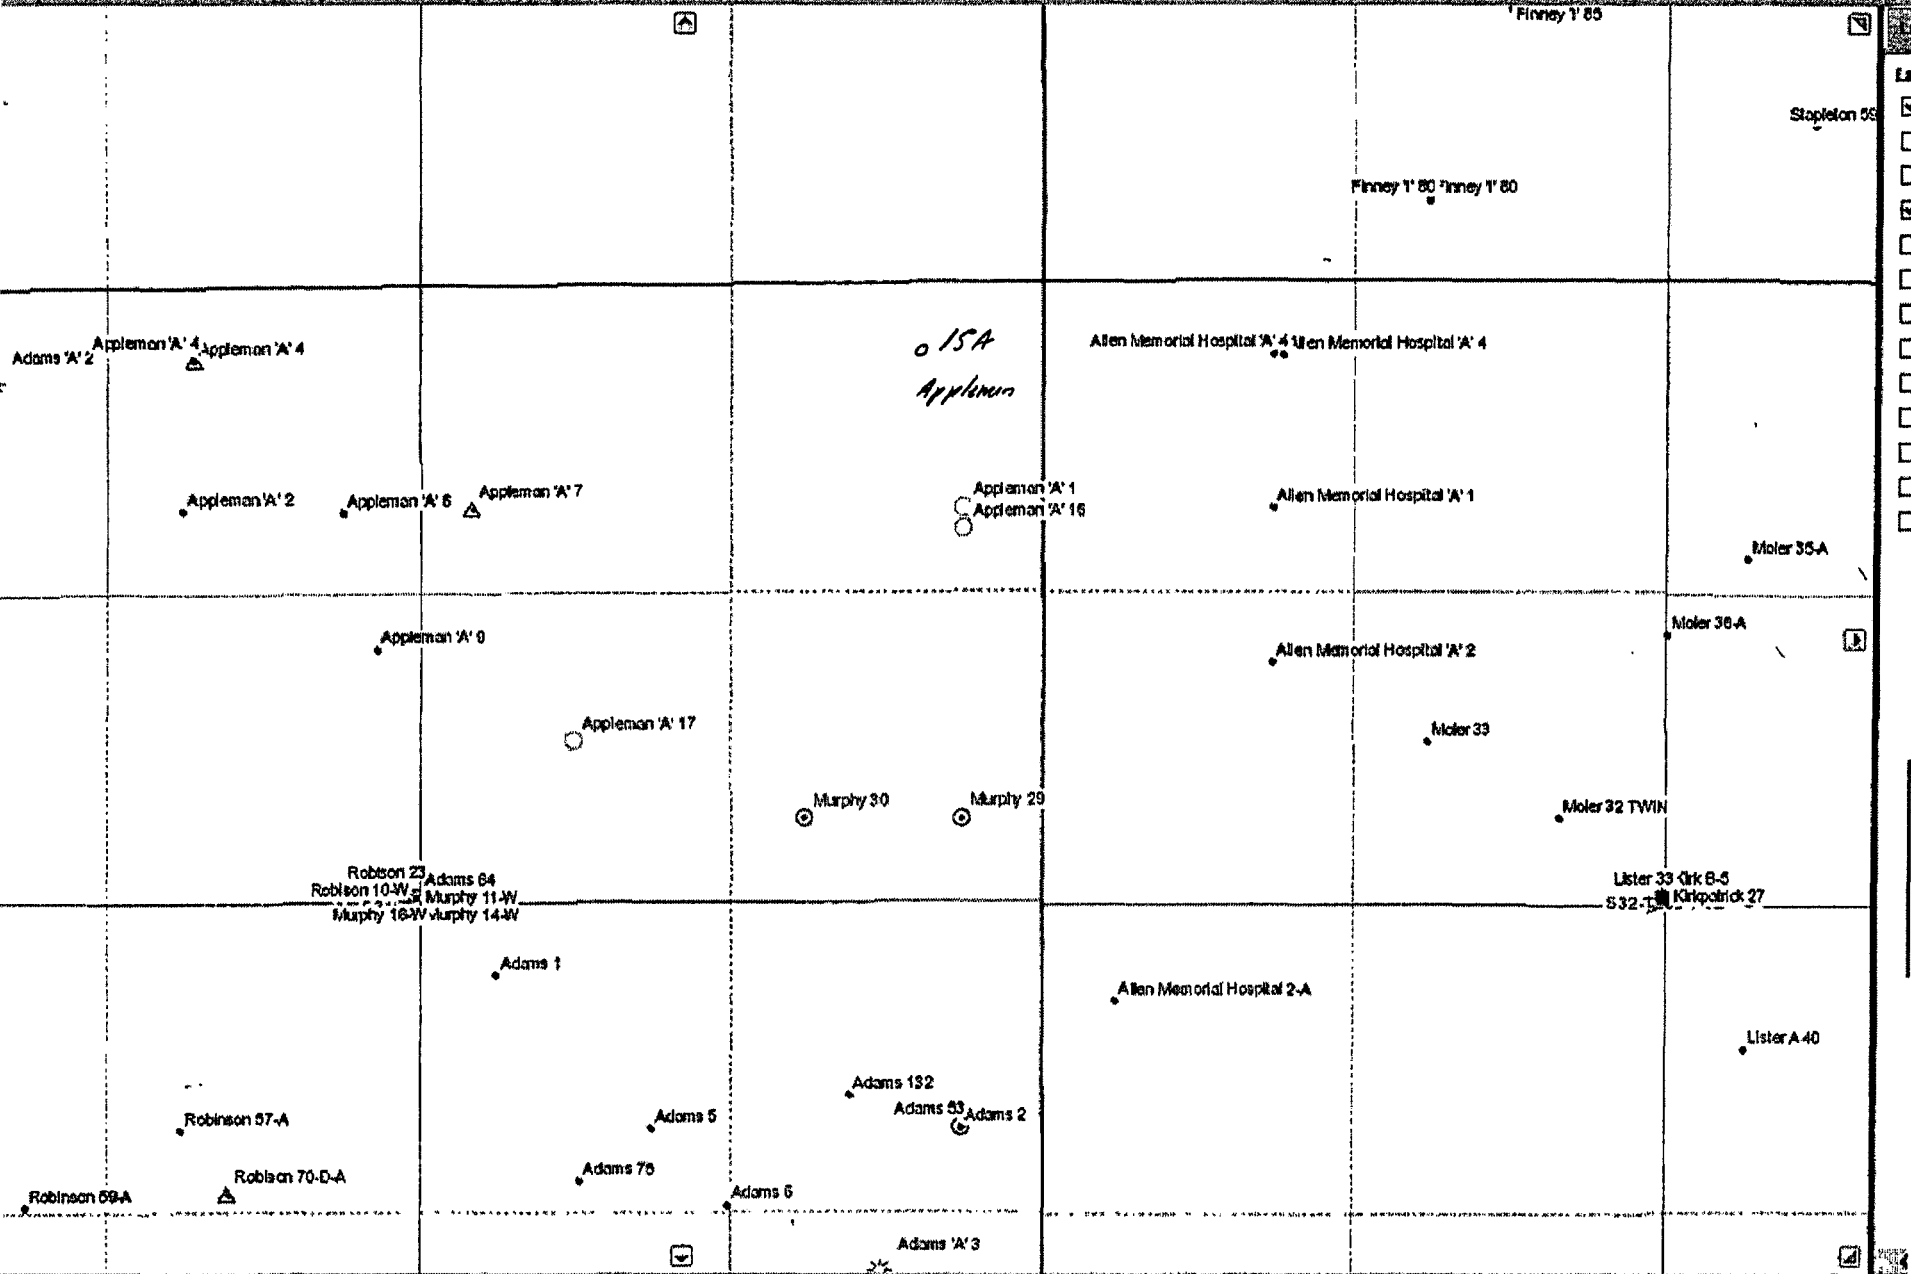 Finney 'I' 85
Stapleton 59
Finney 'I' 80
inney 'I' 80
15A
Appleman 'A' 4
Appleman 'A' 4
Adams 'A' 2
Allen Memorial Hospital 'A' 4
Allen Memorial Hospital 'A' 4
Appleman 'A' 2
Appleman 'A' 7
Appleman 'A' 1
Appleman 'A' 16
Allen Memorial Hospital 'A' 1
Moler 35-A
Moler 36-A
Appleman 'A' 9
Allen Memorial Hospital 'A' 2
Appleman 'A' 17
Moler 33
Murphy 30
Murphy 29
Moler 32 TWIN
Robison 23
Adams 64
Robison 10-W
Murphy 11-W
Murphy 16-W
Murphy 14-W
Lister 33
Kirk B-5
S32-T
Kirkpatrick 27
Adams 1
Allen Memorial Hospital 2-A
Lister A 40
Adams 132
Adams 53
Adams 2
Adams 5
Robinson 57-A
Adams 75
Robison 70-D-A
Adams 6
Robinson 59-A
Adams 'A' 3